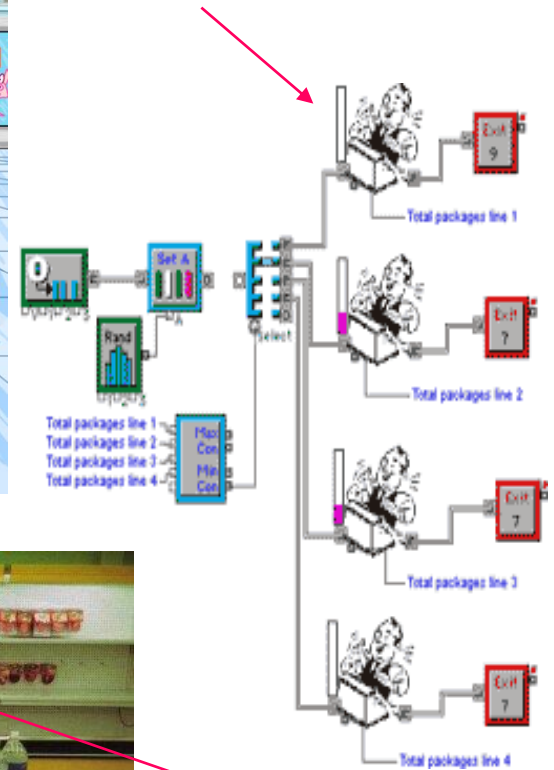 Total packages line 1
Exit
9
Set A
Rand
A
Select
Total packages line 2
Exit
7
Total packages line 1
Total packages line 2
Total packages line 3
Total packages line 4
Max
Con
Min
Con
Total packages line 3
Exit
7
Total packages line 4
Exit
7